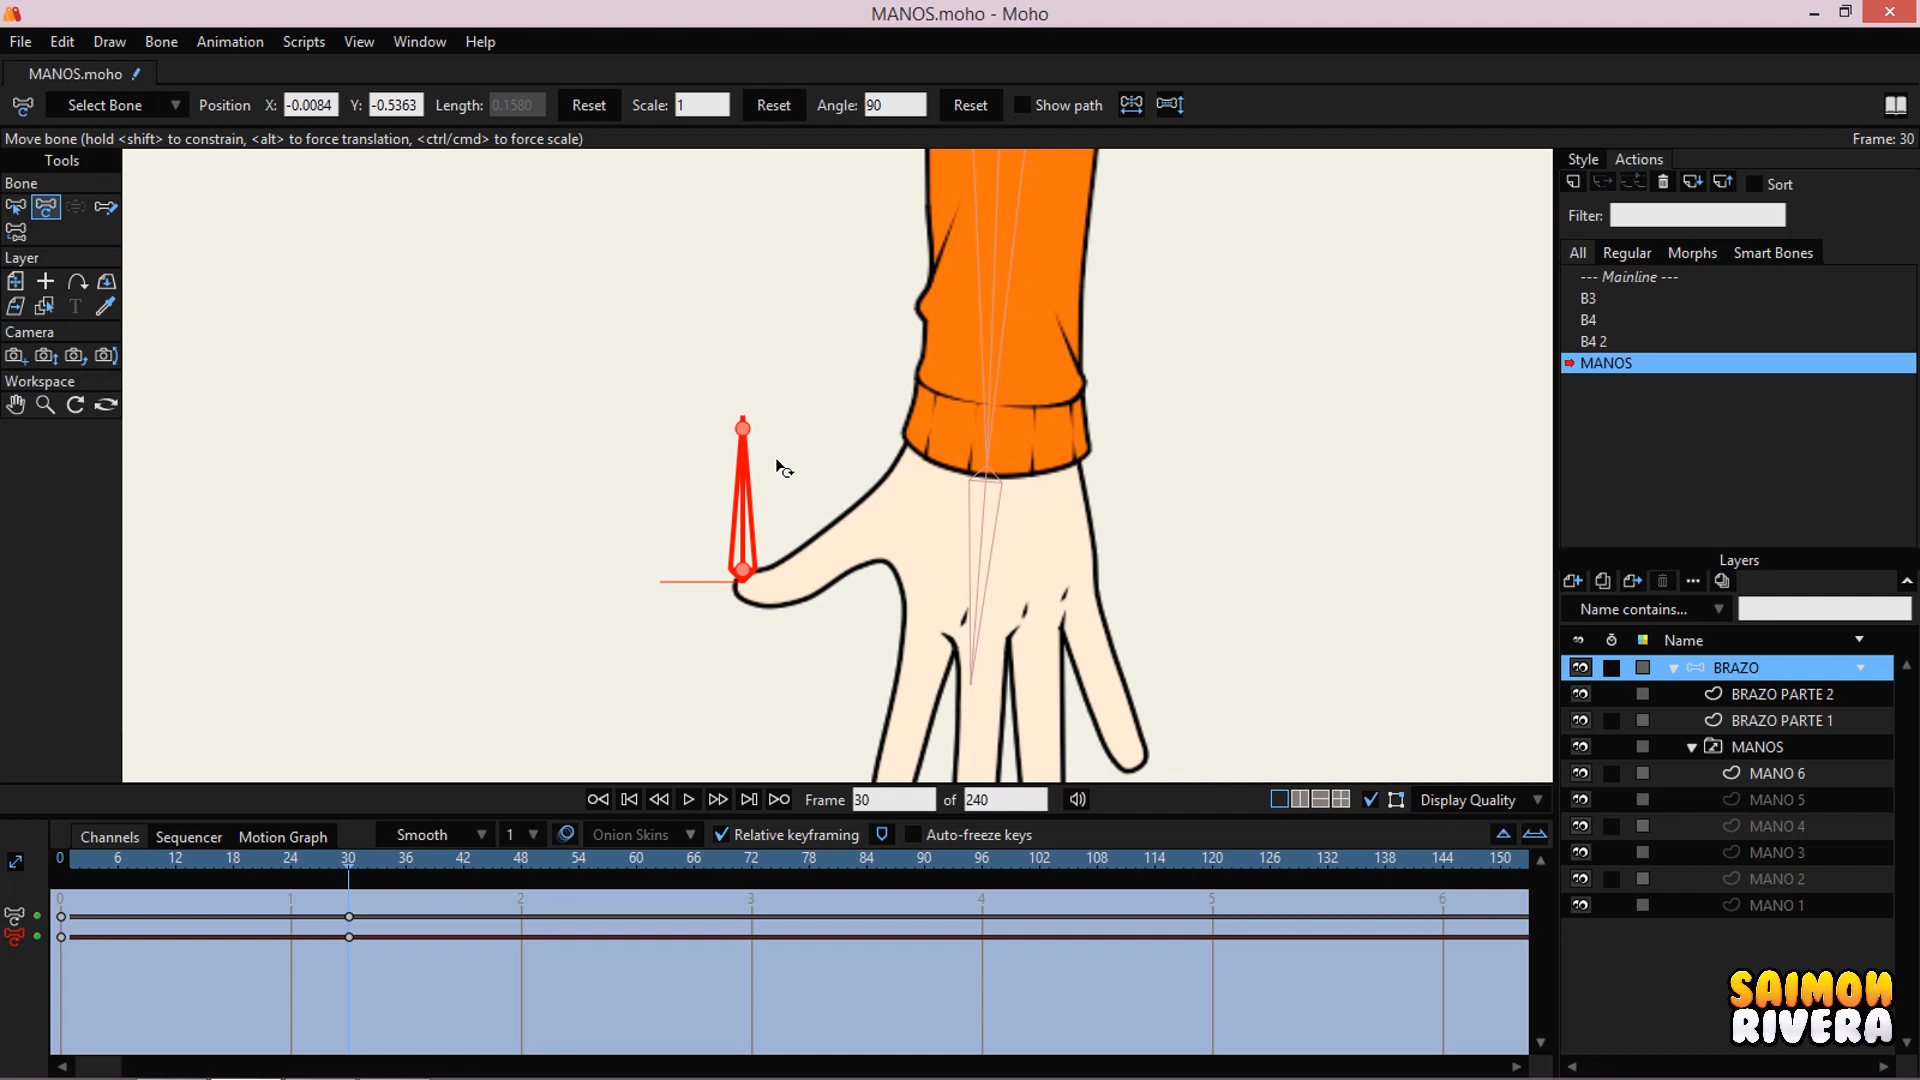 MANOS.moho - Moho
File Edit Draw Bone Animation Scripts View Window Help
MANOS.moho
Select Bone Position X: -0.0084 Y: -0.5363 Length: 0.1580 Reset Scale: 1 Reset Angle: 90 Reset Show path
Move bone (hold <shift> to constrain, <alt> to force translation, <ctrl/cmd> to force scale) Frame: 30
Tools
Bone
Layer
T
Camera
Workspace
Style Actions
Sort
Filter:
All Regular Morphs Smart Bones
--- Mainline ---
B3
B4
B4 2
MANOS
Layers
Name contains...
Name
BRAZO
BRAZO PARTE 2
BRAZO PARTE 1
MANOS
MANO 6
MANO 5
MANO 4
MANO 3
MANO 2
MANO 1
Frame 30 of 240 Display Quality
Channels Sequencer Motion Graph Smooth 1 Onion Skins Relative keyframing Auto-freeze keys
0 6 12 18 24 30 36 42 48 54 60 66 72 78 84 90 96 102 108 114 120 126 132 138 144 150
0 1 2 3 4 5 6
SAIMON
RIVERA